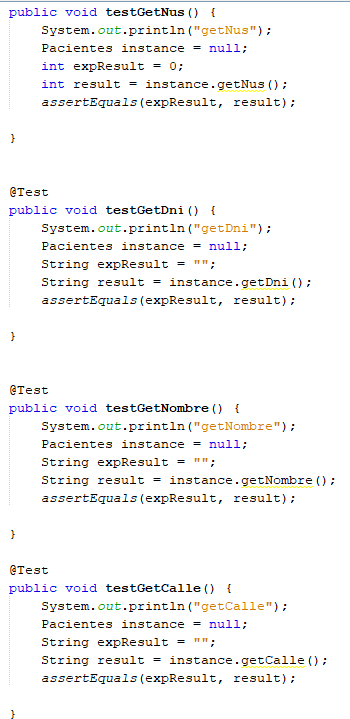 public void testGetNus() {
    System.out.println("getNus");
    Pacientes instance = null;
    int expResult = 0;
    int result = instance.getNus();
    assertEquals(expResult, result);
}
@Test
public void testGetDni() {
    System.out.println("getDni");
    Pacientes instance = null;
    String expResult = "";
    String result = instance.getDni();
    assertEquals(expResult, result);
}
@Test
public void testGetNombre() {
    System.out.println("getNombre");
    Pacientes instance = null;
    String expResult = "";
    String result = instance.getNombre();
    assertEquals(expResult, result);
}
@Test
public void testGetCalle() {
    System.out.println("getCalle");
    Pacientes instance = null;
    String expResult = "";
    String result = instance.getCalle();
    assertEquals(expResult, result);
}